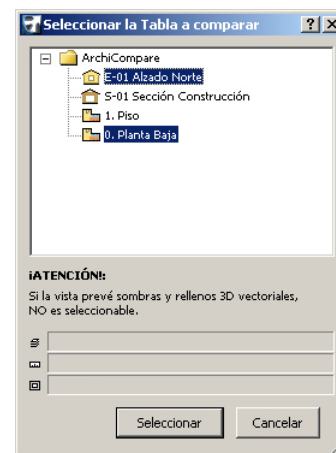 Seleccionar la Tabla a comparar
ArchiCompare
E-01 Alzado Norte
S-01 Sección Construcción
1. Piso
0. Planta Baja
¡ATENCIÓN!:
Si la vista prevé sombras y rellenos 3D vectoriales,
NO es seleccionable.
Seleccionar Cancelar